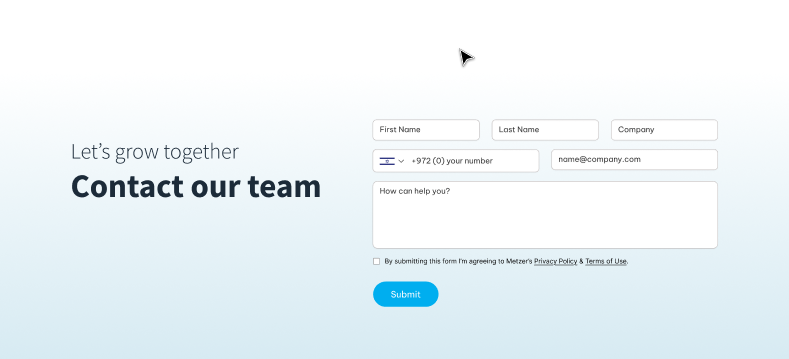 Let's grow together
Contact our team
First Name
Last Name
Company
+972 (0) your number
name@company.com
How can help you?
By submitting this form I'm agreeing to Metzer's Privacy Policy & Terms of Use.
Submit